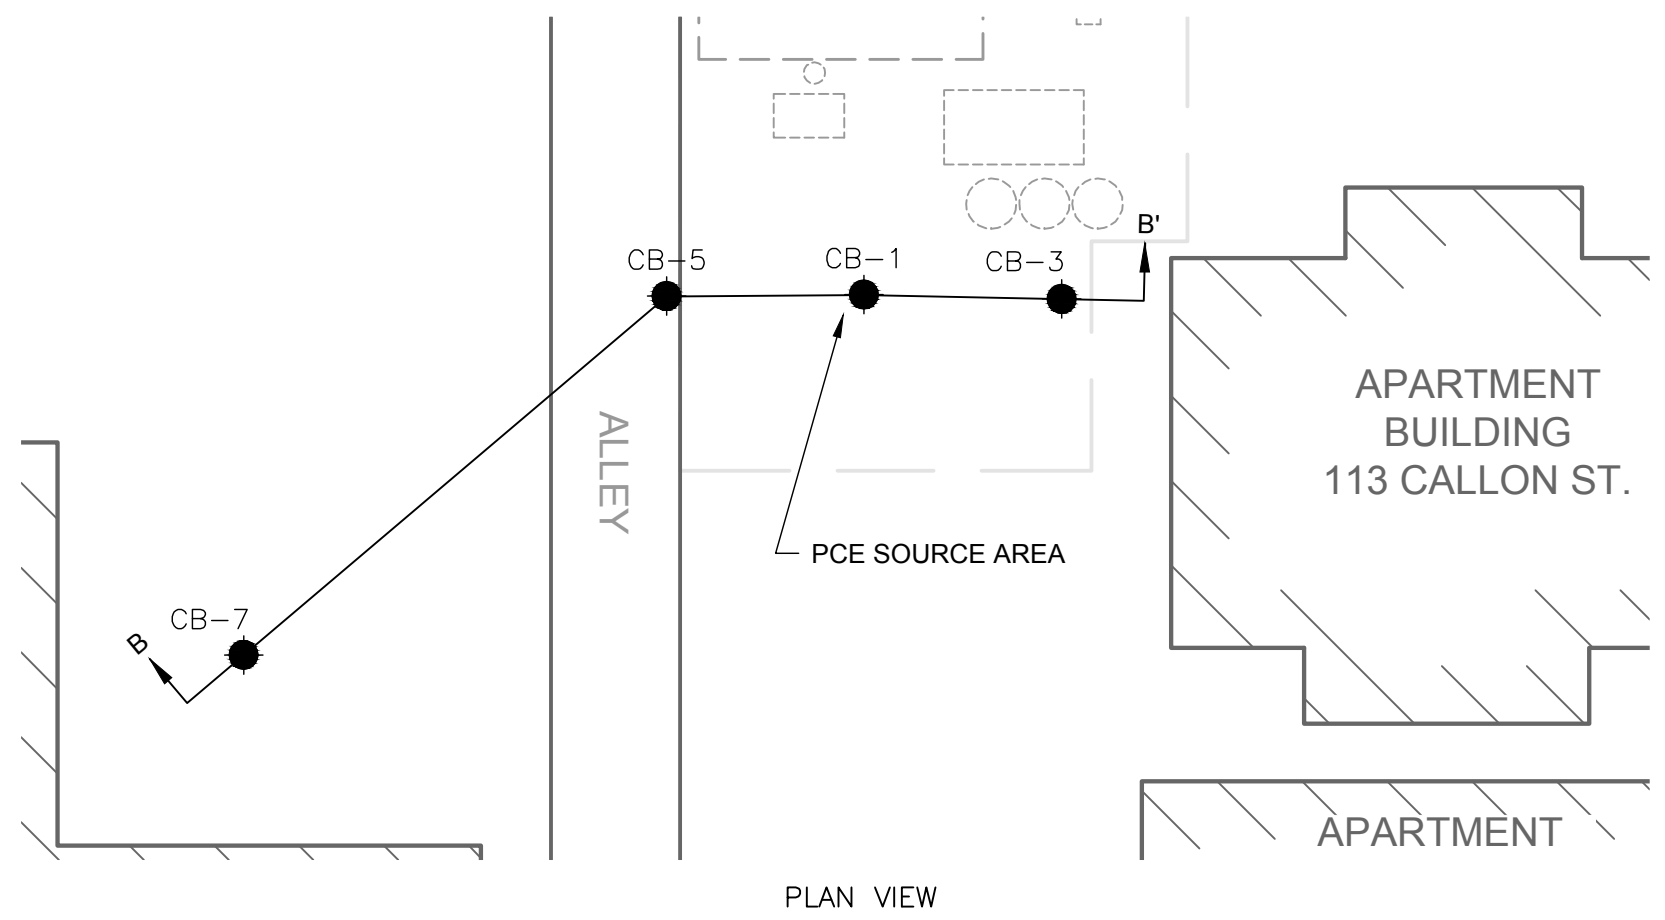 B'
CB-5
CB-1
CB-3
APARTMENT
BUILDING
113 CALLON ST.
ALLEY
PCE SOURCE AREA
CB-7
B
APARTMENT
PLAN VIEW